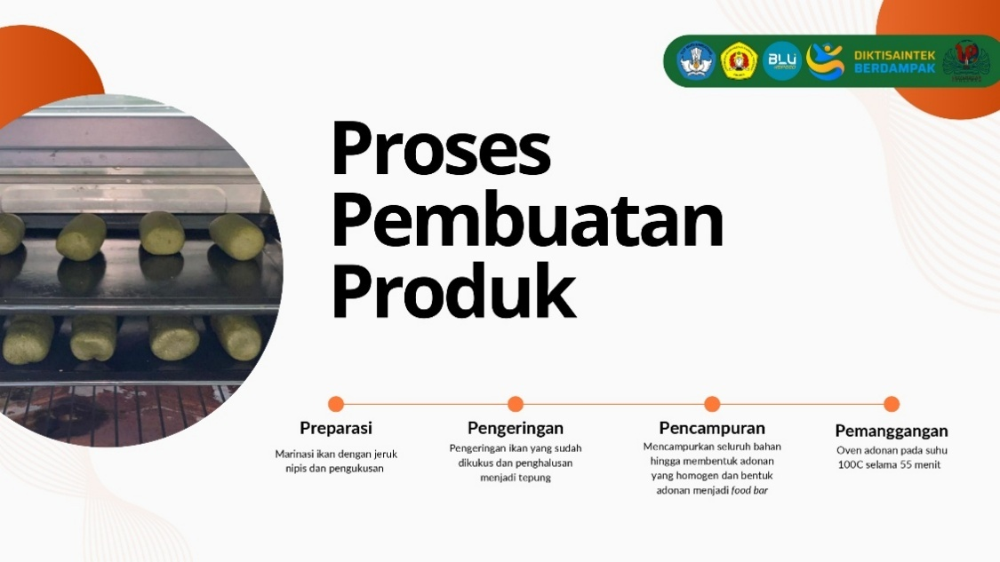 BLU
DIKTISAINTEK
BERDAMPAK
Proses
Pembuatan
Produk
Preparasi
Marinasi ikan dengan jeruk
nipis dan pengukusan
Pengeringan
Pengeringan ikan yang sudah
dikukus dan penghalusan
menjadi tepung
Pencampuran
Mencampurkan seluruh bahan
hingga membentuk adonan
yang homogen dan bentuk
adonan menjadi food bar
Pemanggangan
Oven adonan pada suhu
100C selama 55 menit